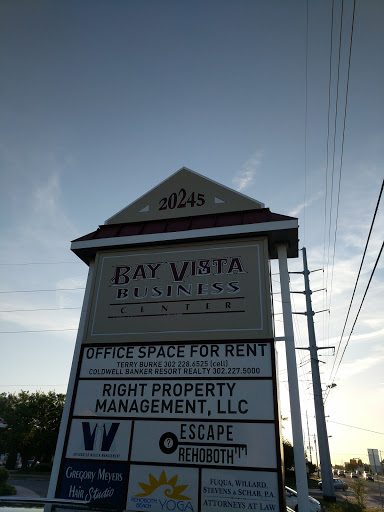 20245
BAY VISTA
BUSINESS
CENTER
OFFICE SPACE FOR RENT
TERRY BURKE 302 228.6525 (cell)
COLDWELL BANKER RESORT REALTY 302.227.5000
RIGHT PROPERTY
MANAGEMENT, LLC
ESCAPE
REHOBOTH
GREGORY MEYERS
Hair Studio
REHOBOTH BEACH
YOGA
FUQUA, WILLARD,
STEVENS & SCHAB, P.A.
ATTORNEYS AT LAW